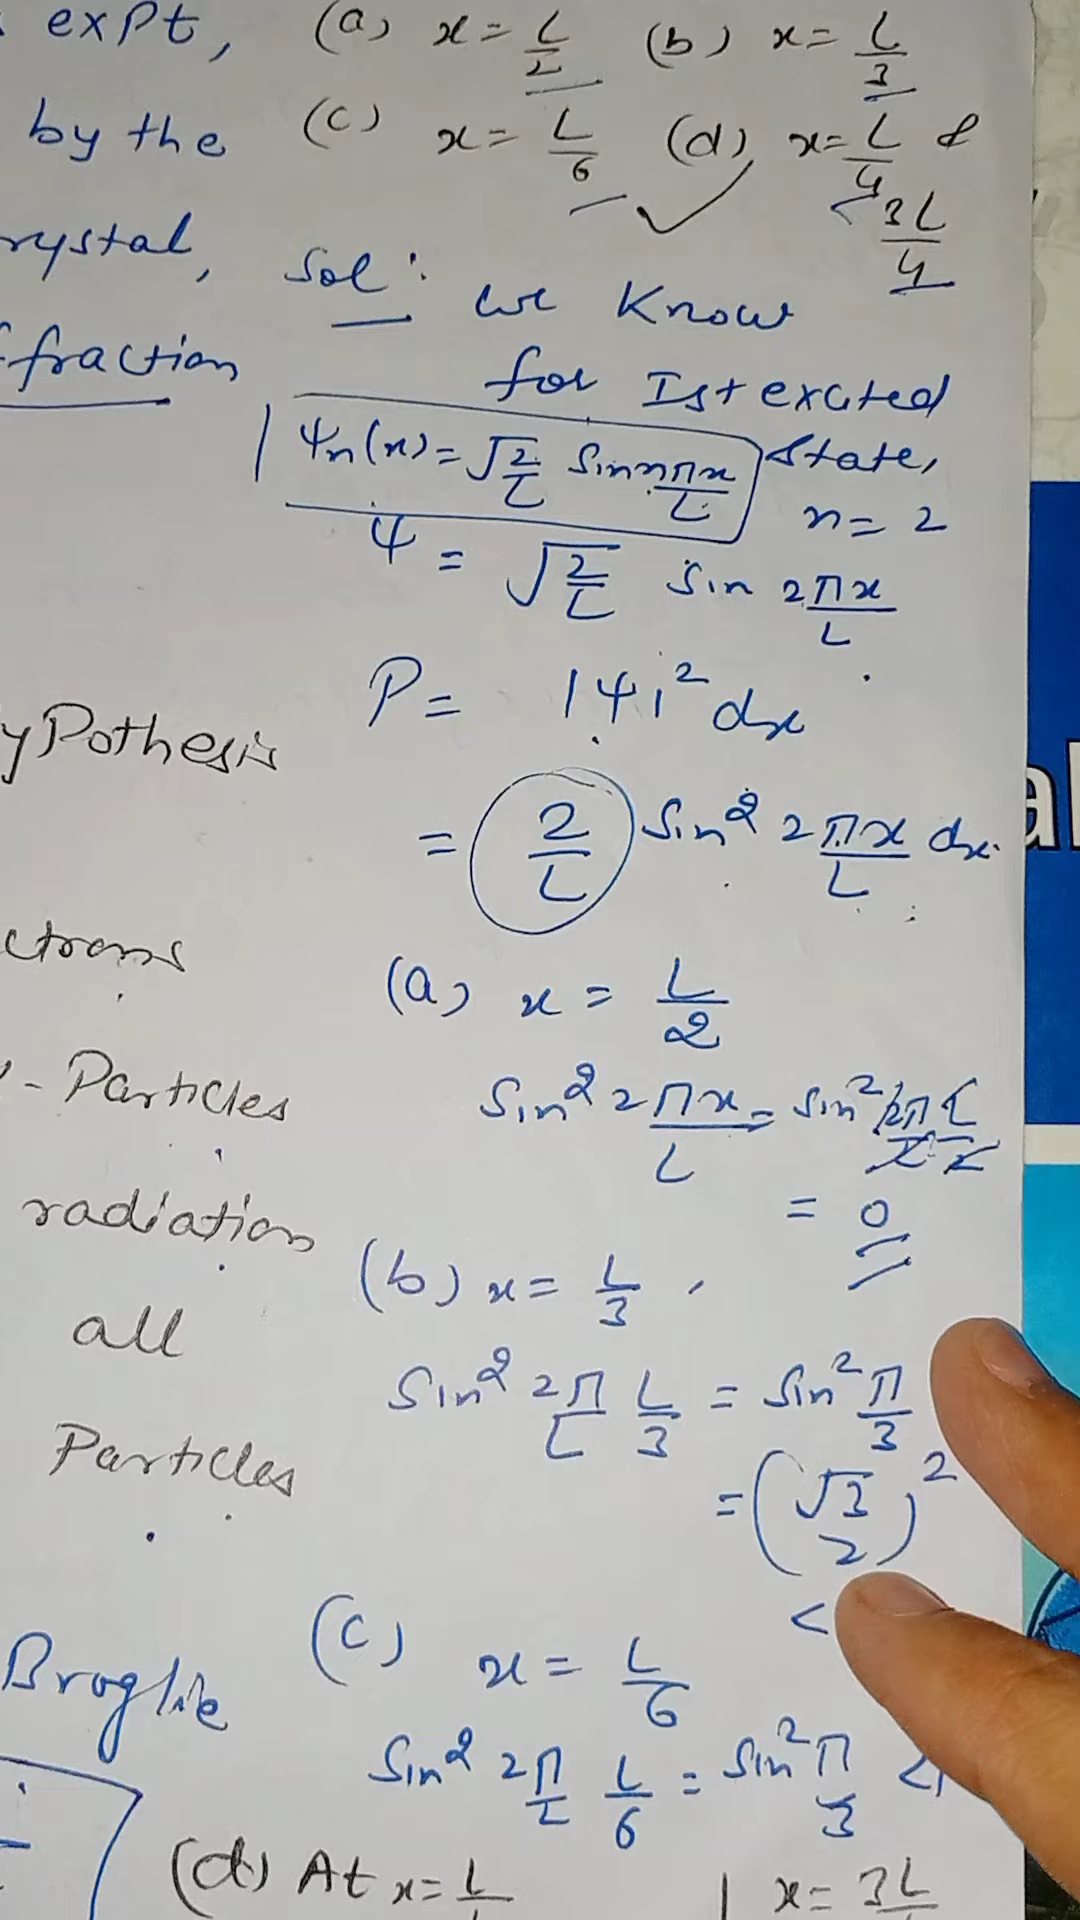 expt,
by the
rystal,
fraction
yPothesis
ctrons
- Particles
radiation
all
Particles
Broglie
(a) x = L/2 (b) x = L/3
(c) x = L/6 (d) x = L/4 & 3L/4
Sol: we Know
for Ist excited
ψn(x) = √2/L Sin nπx/L state,
n = 2
ψ = √2/L Sin 2πx/L
P = |ψ|² dx
= 2/L Sin² 2πx/L dx
(a) x = L/2
Sin² 2πx/L = Sin² 2π/L L/2
= 0
(b) x = L/3
Sin² 2π/L L/3 = Sin² π/3
= (√3/2)²
<
(c) x = L/6
Sin² 2π/L L/6 = Sin² π/3 <1
(d) At x = L | x = 3L